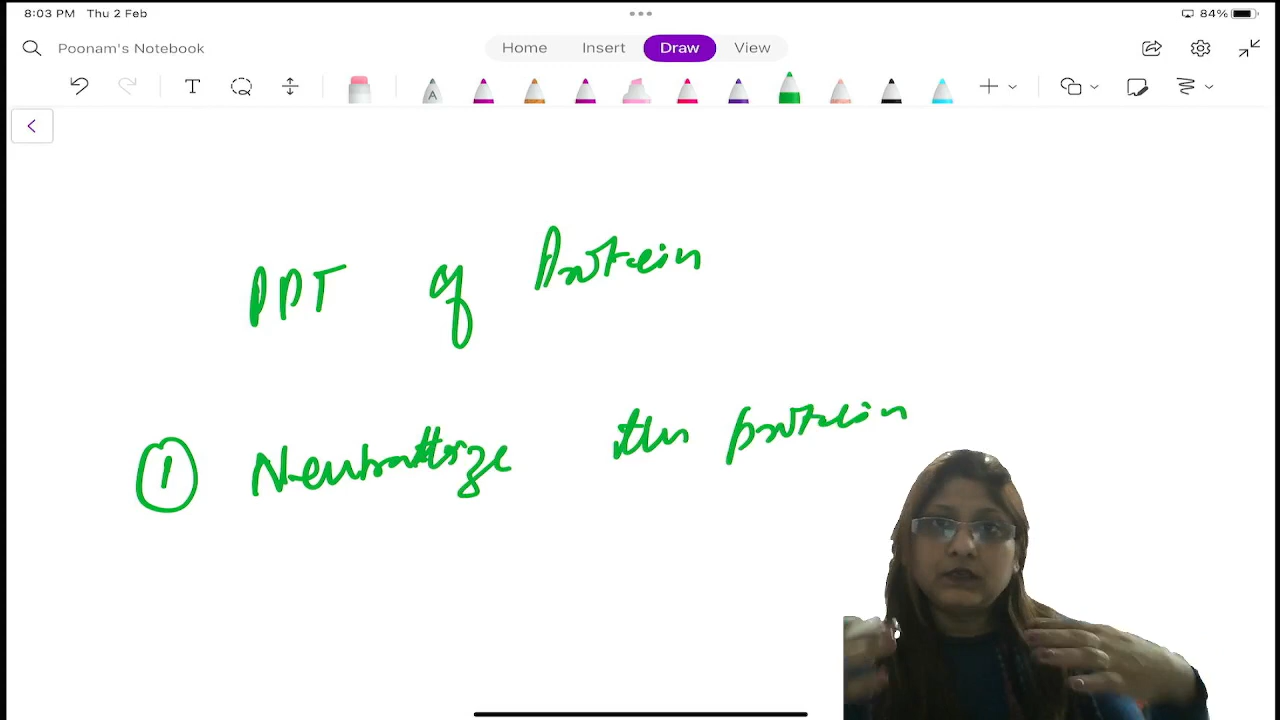 8:03 PM Thu 2 Feb
84%
Poonam's Notebook
Home Insert Draw View
T
A
PPT of Protein
1 Neutrattize the protein